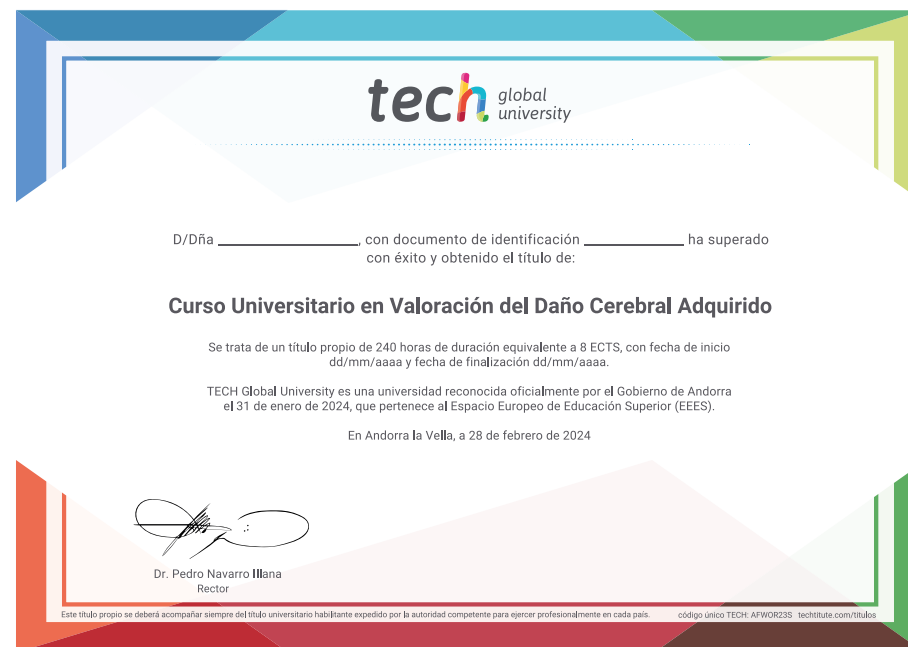 tech global university
D/Dña ____________________, con documento de identificación ______________ ha superado
con éxito y obtenido el título de:
Curso Universitario en Valoración del Daño Cerebral Adquirido
Se trata de un título propio de 240 horas de duración equivalente a 8 ECTS, con fecha de inicio
dd/mm/aaaa y fecha de finalización dd/mm/aaaa.
TECH Global University es una universidad reconocida oficialmente por el Gobierno de Andorra
el 31 de enero de 2024, que pertenece al Espacio Europeo de Educación Superior (EEES).
En Andorra la Vella, a 28 de febrero de 2024
Dr. Pedro Navarro Illana
Rector
Este título propio se deberá acompañar siempre del título universitario habilitante expedido por la autoridad competente para ejercer profesionalmente en cada país. código único TECH: AFWOR23S techtitute.com/titulos